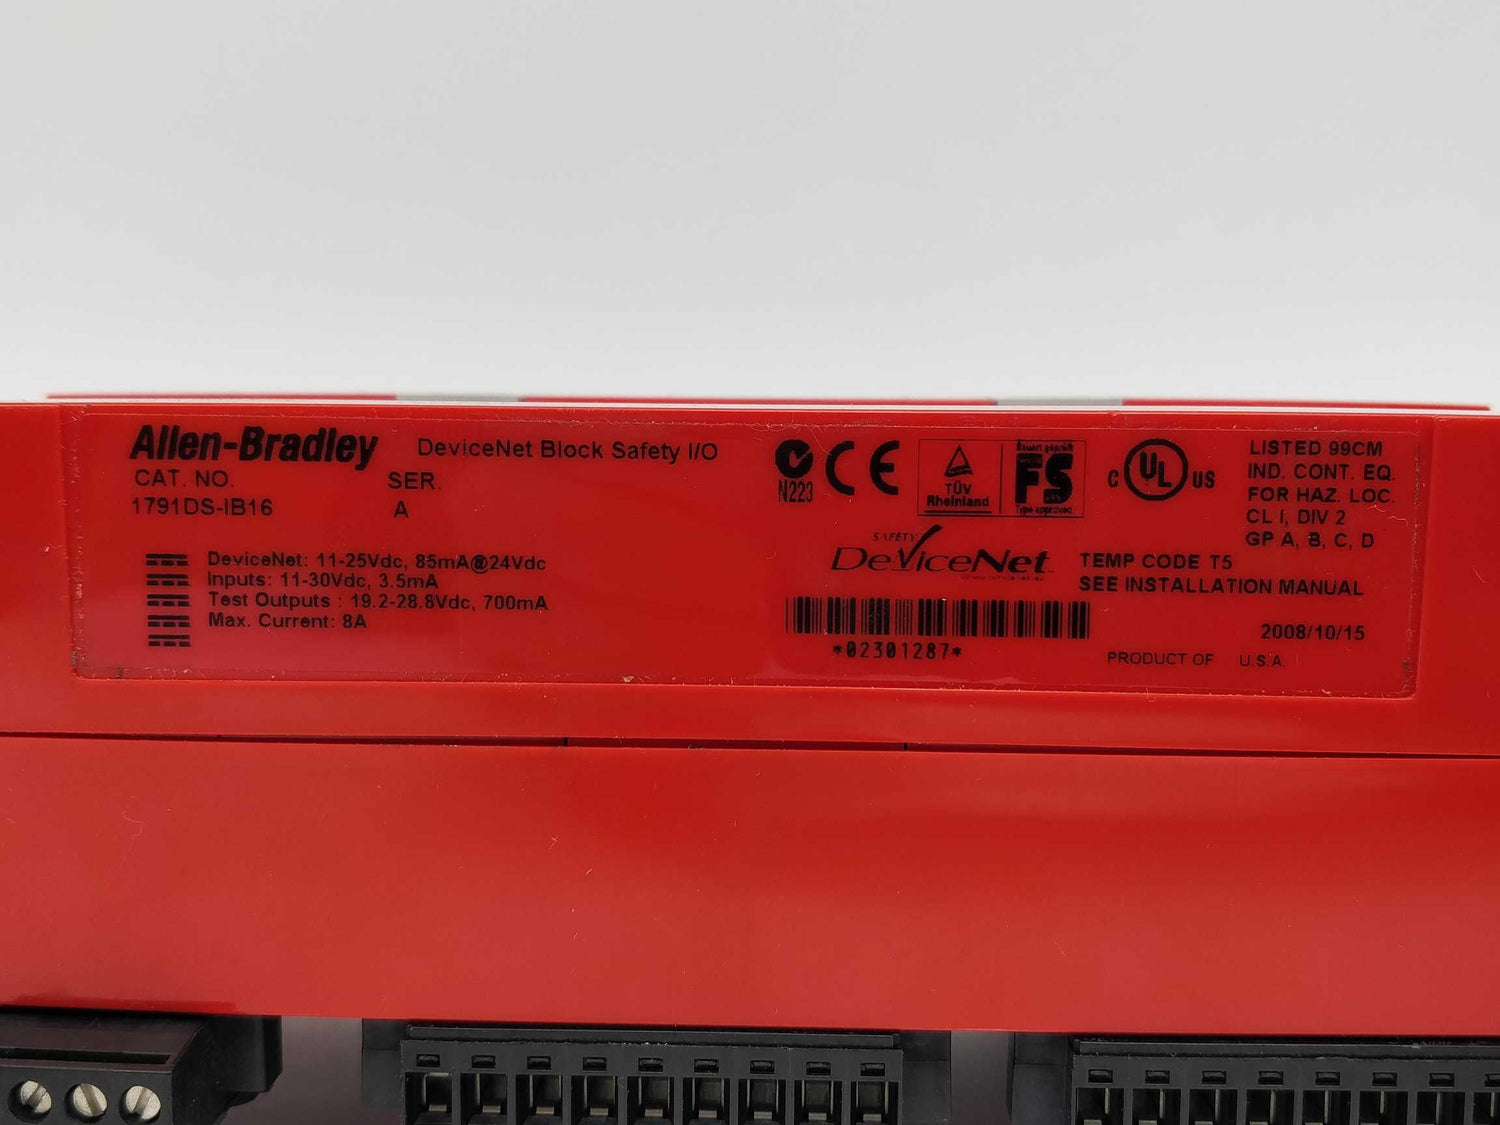 Allen-Bradley DeviceNet Block Safety I/O
CAT. NO. SER.
1791DS-IB16 A
DeviceNet: 11-25Vdc, 85mA@24Vdc
Inputs: 11-30Vdc, 3.5mA
Test Outputs : 19.2-28.8Vdc, 700mA
Max. Current: 8A
N223
CE
TÜV
Rheinland
Bauart geprüft
FS
Type approved
C UL US
LISTED 99CM
IND. CONT. EQ.
FOR HAZ. LOC.
CL I, DIV 2
GP A, B, C, D
SAFETY
DeviceNet
TEMP CODE T5
SEE INSTALLATION MANUAL
*02301287*
2008/10/15
PRODUCT OF U.S.A.